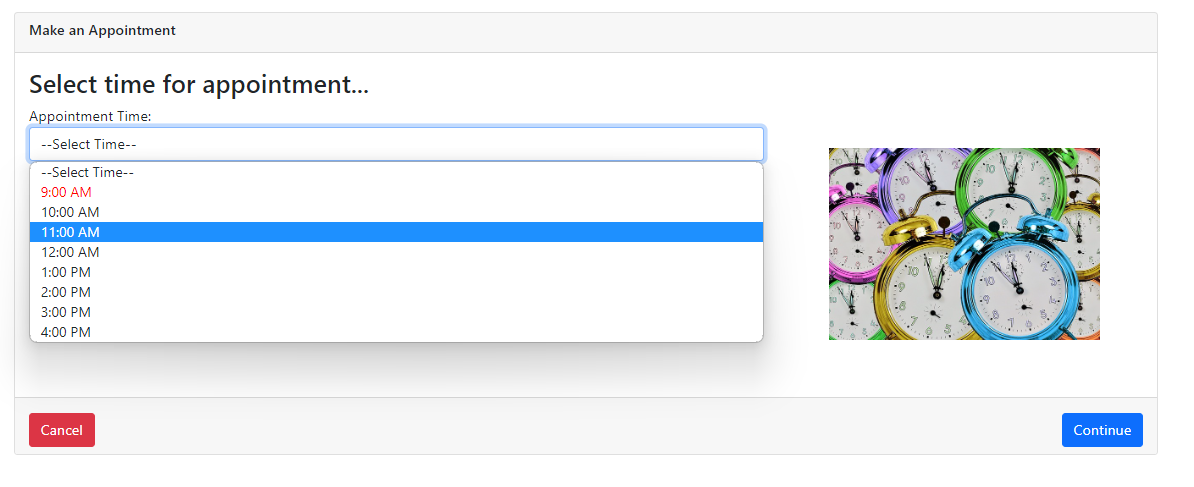 Make an Appointment
Select time for appointment...
Appointment Time:
--Select Time--
--Select Time--
9:00 AM
10:00 AM
11:00 AM
12:00 AM
1:00 PM
2:00 PM
3:00 PM
4:00 PM
Cancel
Continue